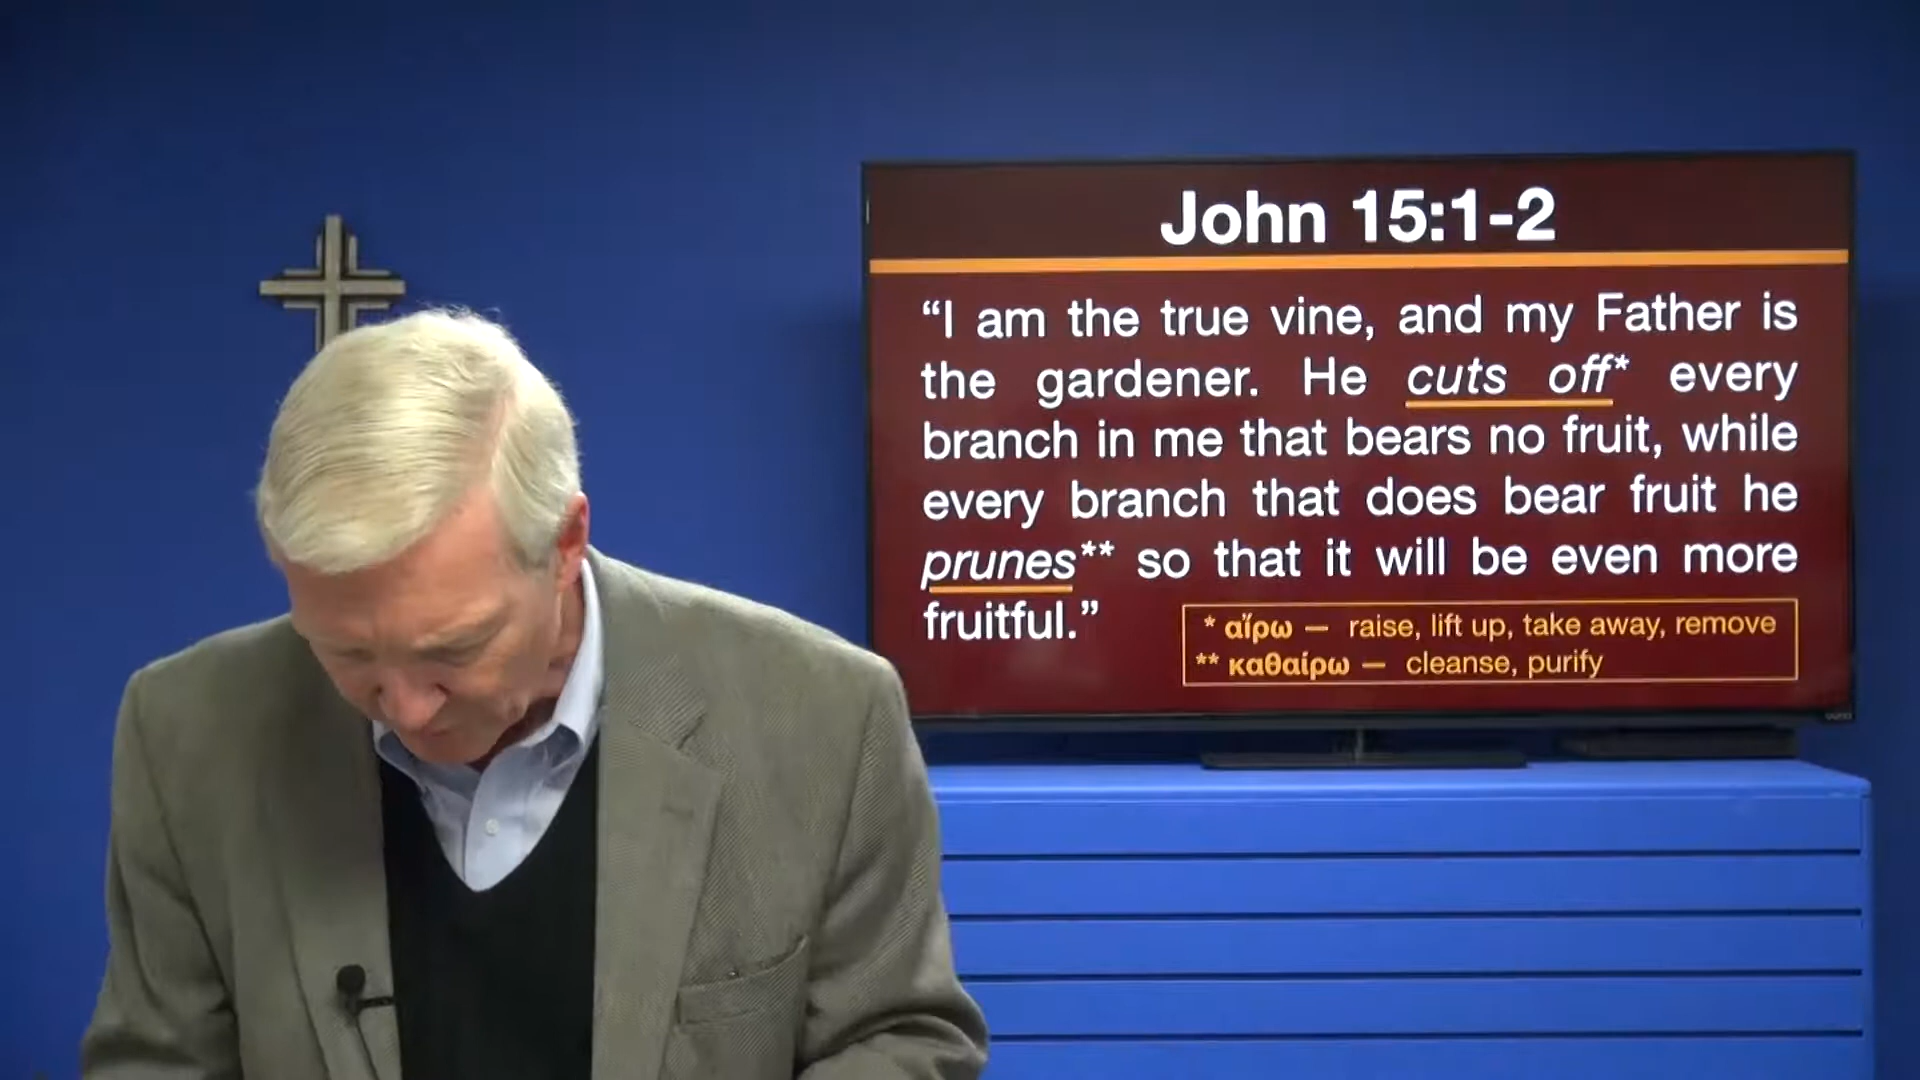 John 15:1-2
“I am the true vine, and my Father is
the gardener. He cuts off* every
branch in me that bears no fruit, while
every branch that does bear fruit he
prunes** so that it will be even more
fruitful.”
* αἴρω — raise, lift up, take away, remove
** καθαίρω — cleanse, purify